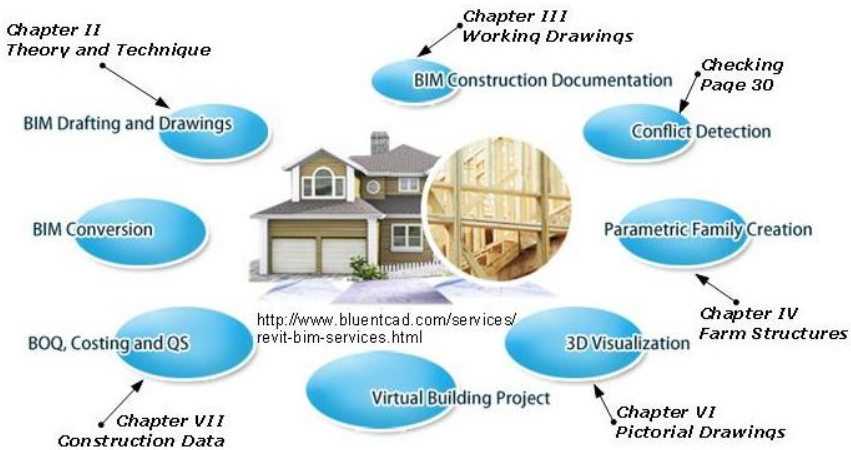 Chapter II
Theory and Technique
Chapter III
Working Drawings
Checking
Page 30
BIM Construction Documentation
BIM Drafting and Drawings
Conflict Detection
BIM Conversion
Parametric Family Creation
Chapter IV
Farm Structures
http://www.bluentcad.com/services/
revit-bim-services.html
BOQ, Costing and QS
3D Visualization
Virtual Building Project
Chapter VII
Construction Data
Chapter VI
Pictorial Drawings